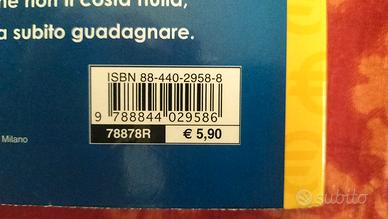 non ti costa nulla,
a subito guadagnare.
ISBN 88-440-2958-8
9 788844 029586
78878R
€ 5,90
Milano
subito